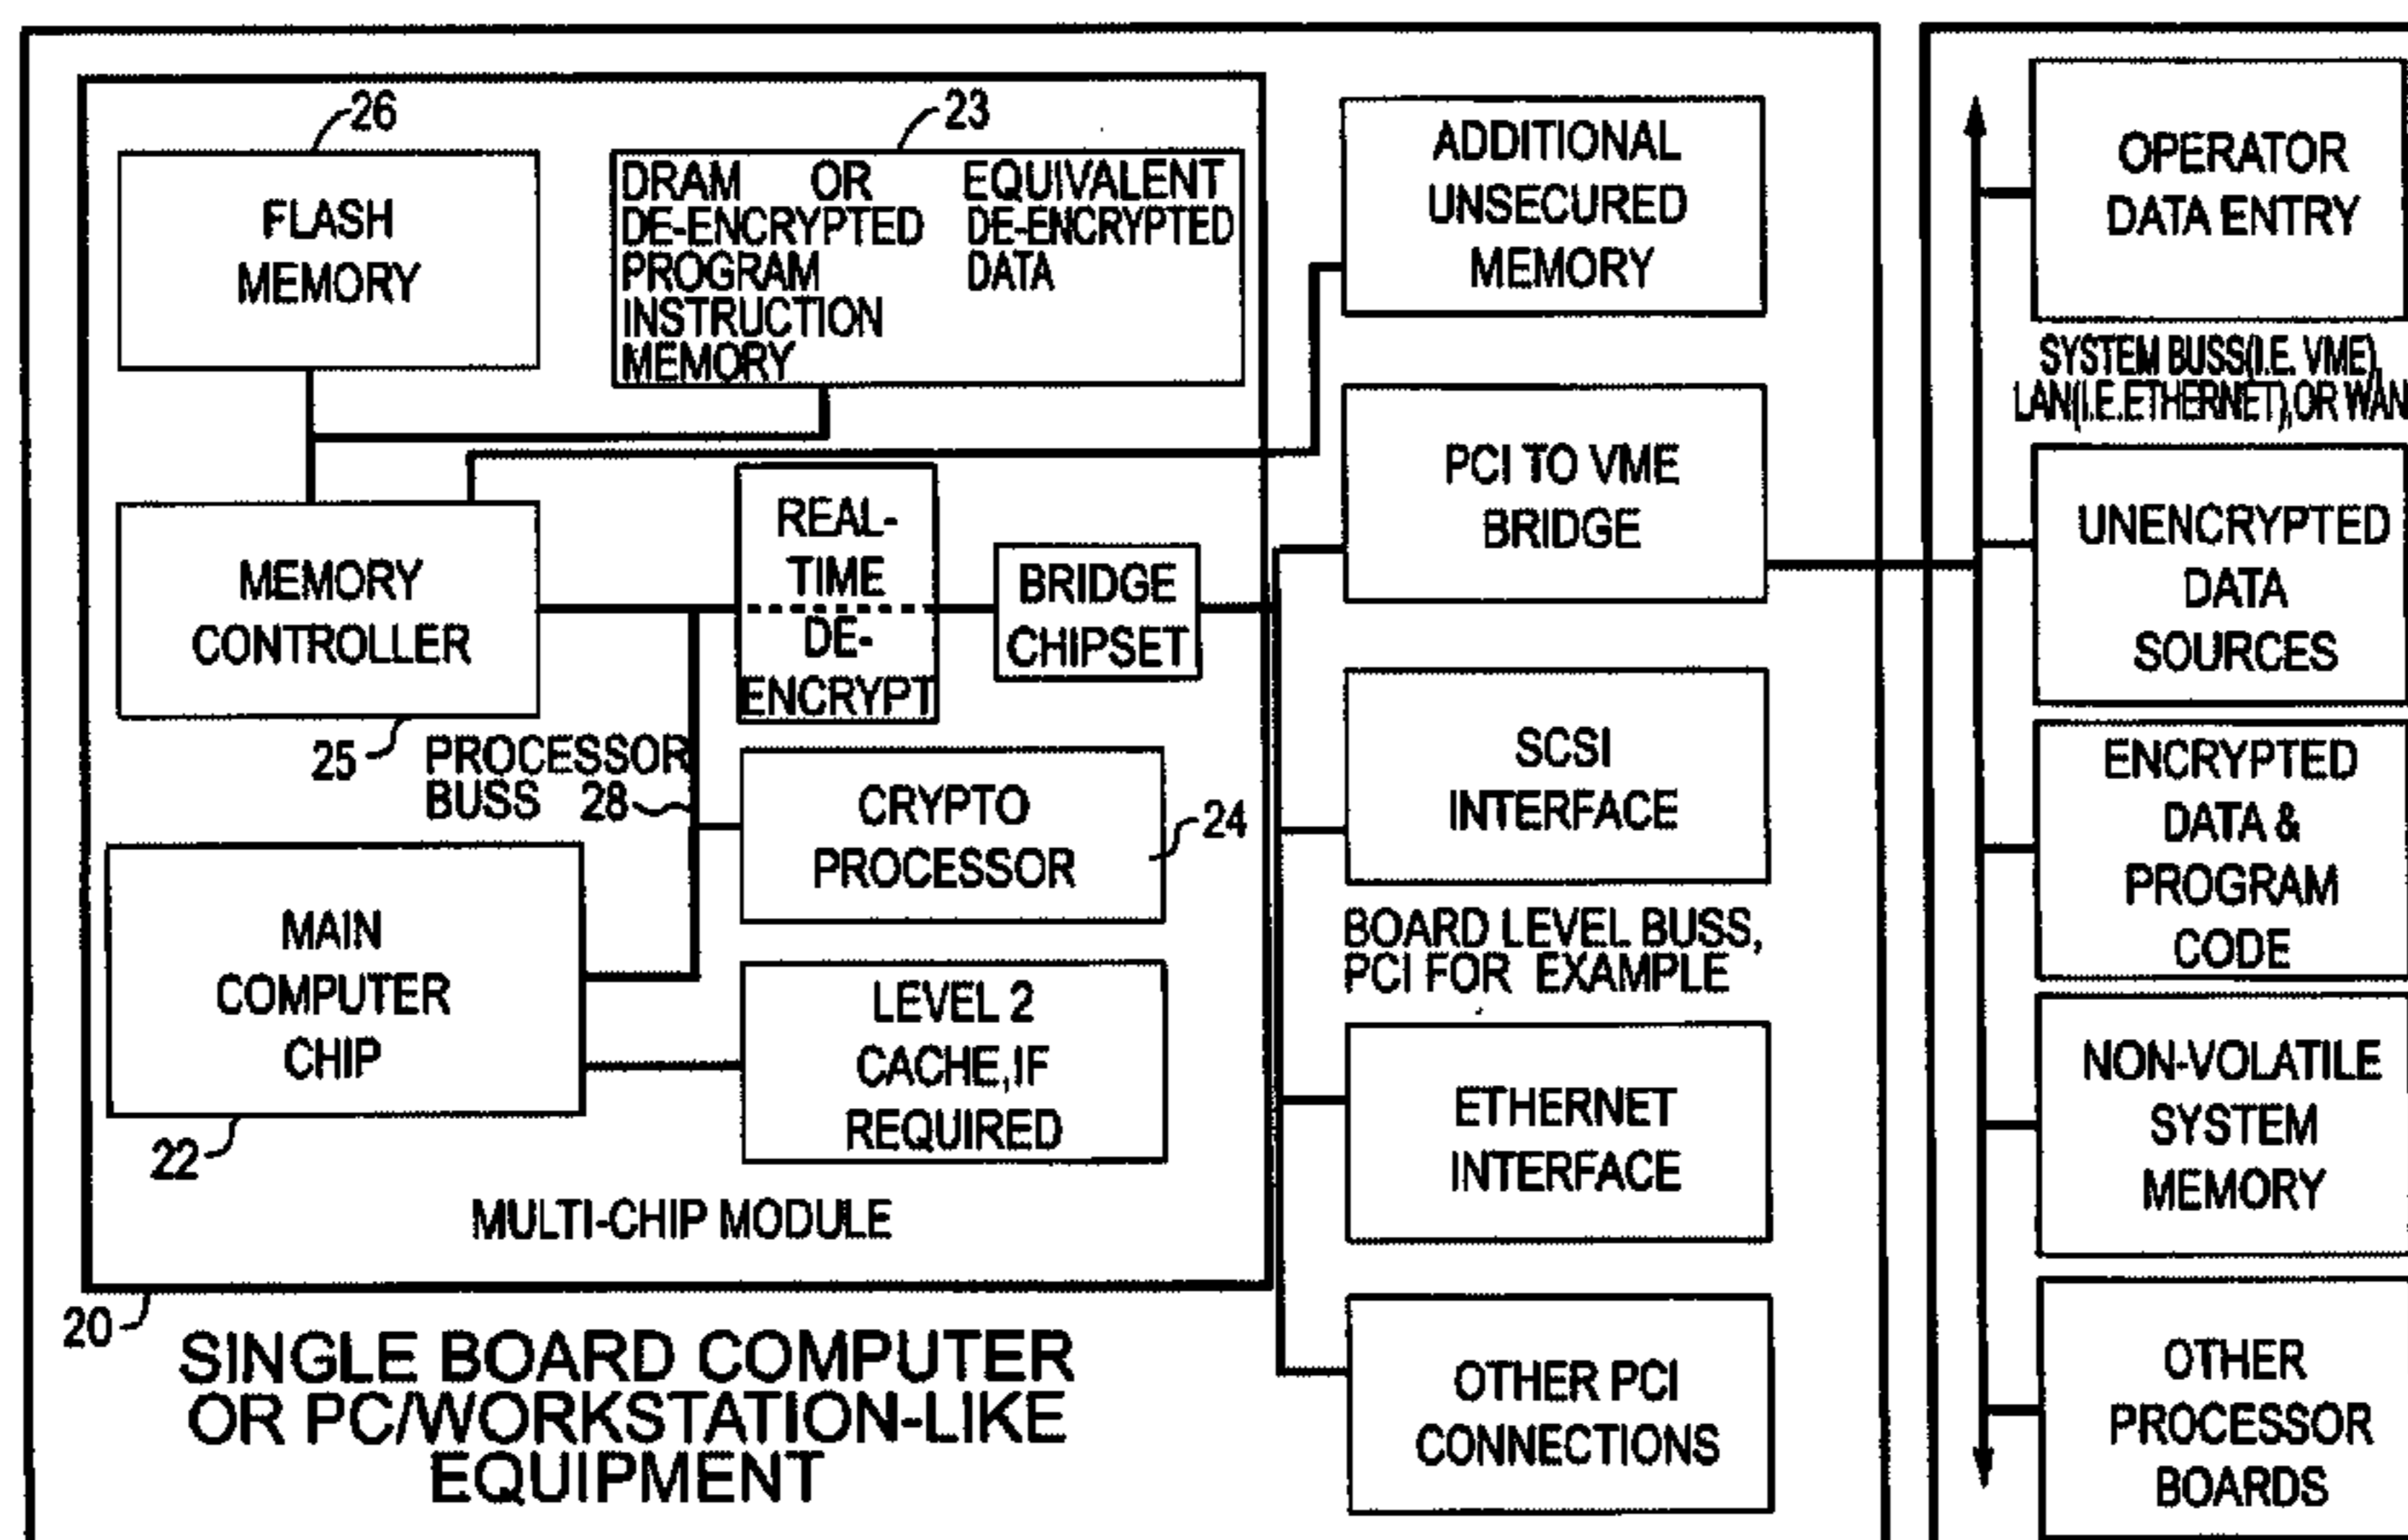 26
FLASH
MEMORY
23
DRAM OR EQUIVALENT
DE-ENCRYPTED DE-ENCRYPTED
PROGRAM DATA
INSTRUCTION
MEMORY
MEMORY
CONTROLLER
25
REAL-
TIME
DE-
ENCRYPT
BRIDGE
CHIPSET
PROCESSOR
BUSS 28
CRYPTO
PROCESSOR
24
MAIN
COMPUTER
CHIP
22
LEVEL 2
CACHE, IF
REQUIRED
MULTI-CHIP MODULE
20
SINGLE BOARD COMPUTER
OR PC/WORKSTATION-LIKE
EQUIPMENT
ADDITIONAL
UNSECURED
MEMORY
PCI TO VME
BRIDGE
SCSI
INTERFACE
BOARD LEVEL BUSS,
PCI FOR EXAMPLE
ETHERNET
INTERFACE
OTHER PCI
CONNECTIONS
OPERATOR
DATA ENTRY
SYSTEM BUSS(I.E. VME),
LAN(I.E.ETHERNET),OR WAN
UNENCRYPTED
DATA
SOURCES
ENCRYPTED
DATA &
PROGRAM
CODE
NON-VOLATILE
SYSTEM
MEMORY
OTHER
PROCESSOR
BOARDS